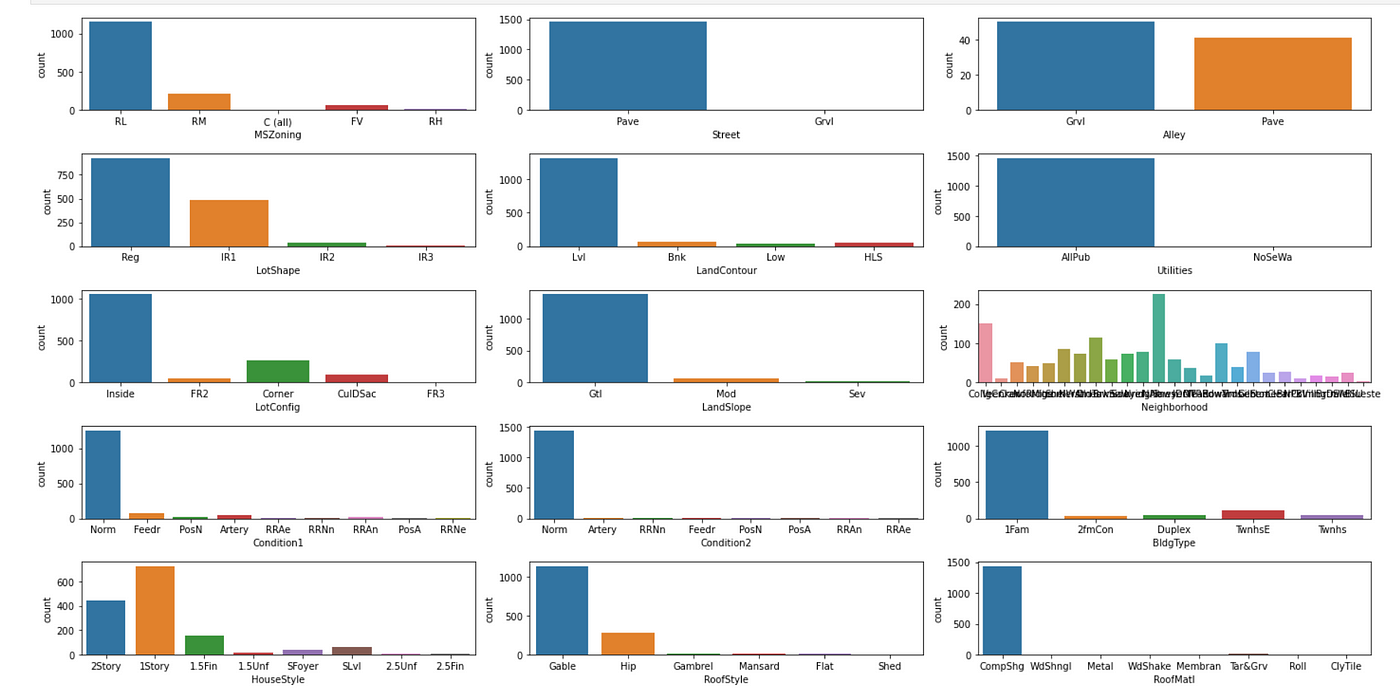 1000
500
0
count
RL RM C (all) FV RH
MSZoning
1500
1000
500
0
count
Pave Grvl
Street
40
20
0
count
Grvl Pave
Alley
750
500
250
0
count
Reg IR1 IR2 IR3
LotShape
1000
500
0
count
Lvl Bnk Low HLS
LandContour
1500
1000
500
0
count
AllPub NoSeWa
Utilities
1000
500
0
count
Inside FR2 Corner CulDSac FR3
LotConfig
1000
500
0
count
Gtl Mod Sev
LandSlope
200
100
0
count
Neighborhood
1000
500
0
count
Norm Feedr PosN Artery RRAe RRNn RRAn PosA RRNe
Condition1
1500
1000
500
0
count
Norm Artery RRNn Feedr PosN PosA RRAn RRAe
Condition2
1000
500
0
count
1Fam 2fmCon Duplex TwnhsE Twnhs
BldgType
600
400
200
0
count
2Story 1Story 1.5Fin 1.5Unf SFoyer SLvl 2.5Unf 2.5Fin
HouseStyle
1000
500
0
count
Gable Hip Gambrel Mansard Flat Shed
RoofStyle
1500
1000
500
0
count
CompShg WdShngl Metal WdShake Membran Tar&Grv Roll ClyTile
RoofMatl